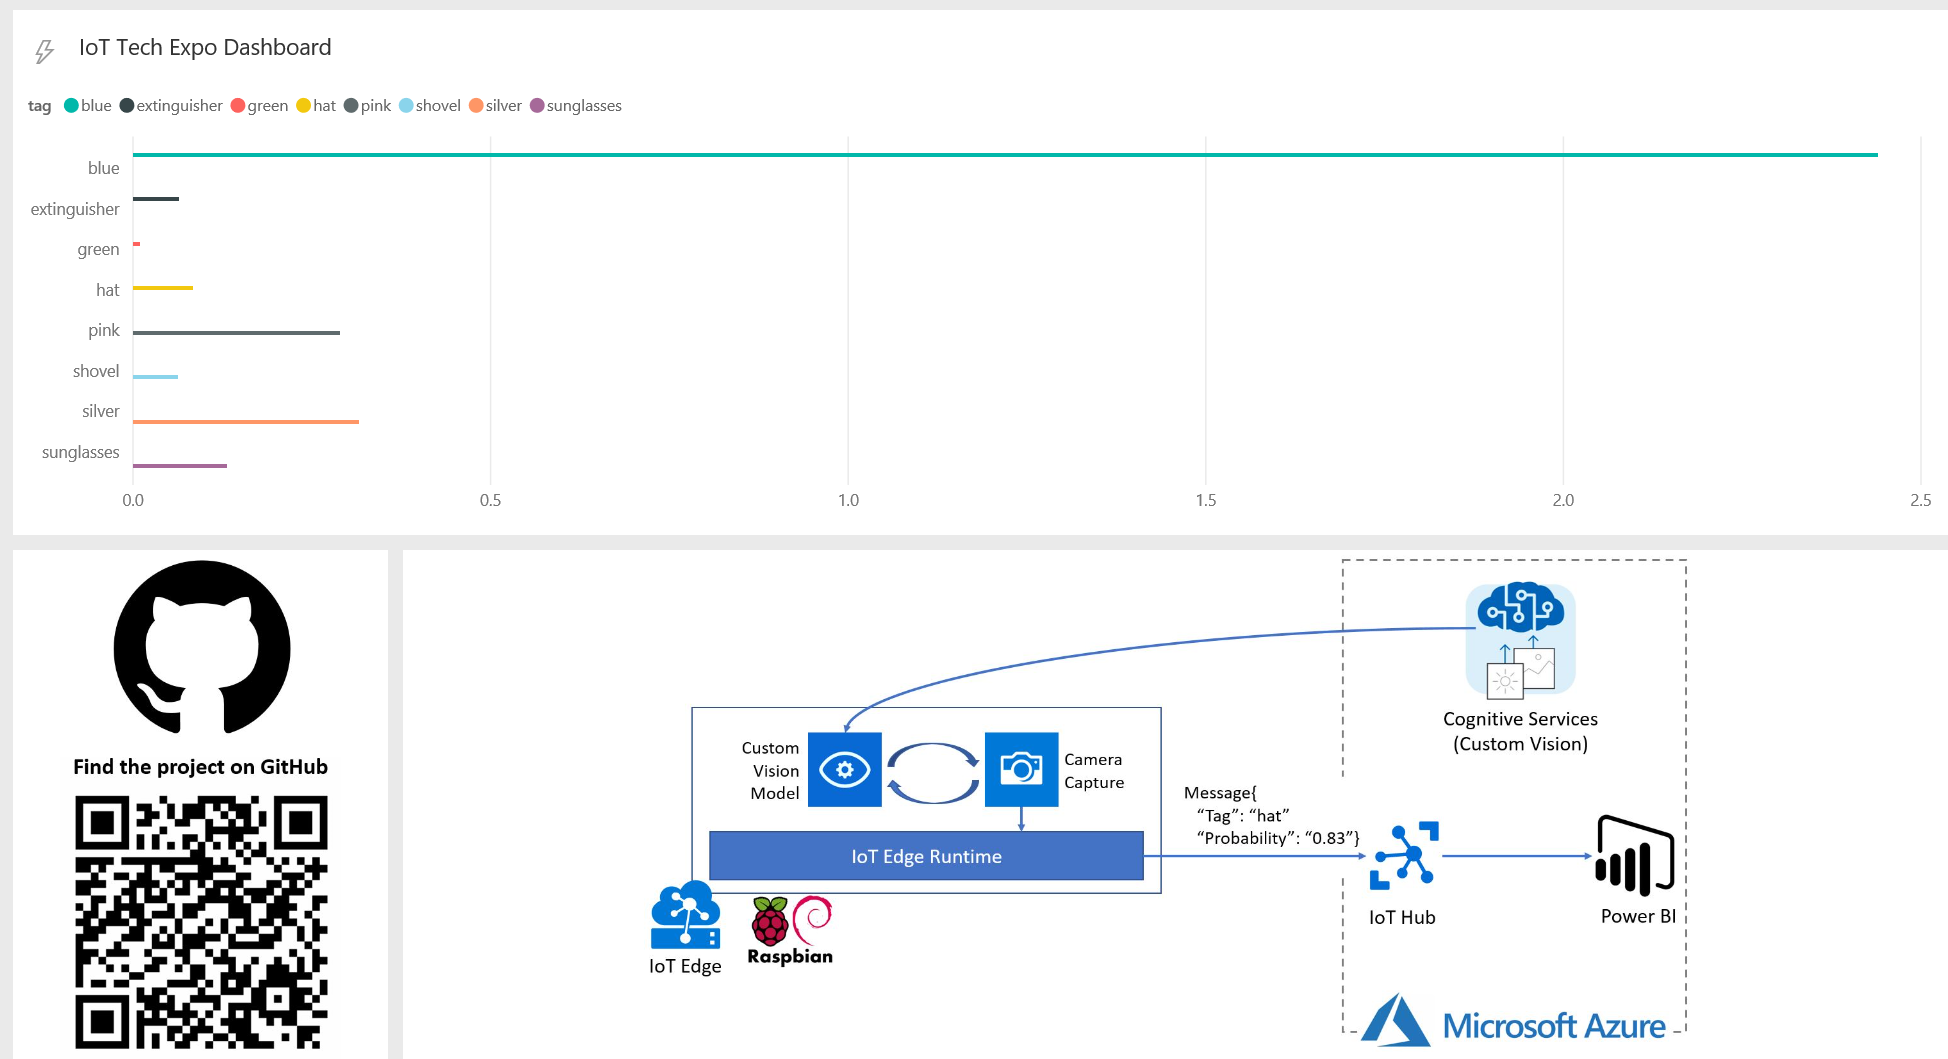 IoT Tech Expo Dashboard
tag blue extinguisher green hat pink shovel silver sunglasses
blue
extinguisher
green
hat
pink
shovel
silver
sunglasses
0.0 0.5 1.0 1.5 2.0 2.5
Find the project on GitHub
Cognitive Services
(Custom Vision)
Custom
Vision
Model
Camera
Capture
IoT Edge Runtime
Message{
“Tag”: “hat”
“Probability”: “0.83”}
IoT Hub
Power BI
IoT Edge
Raspbian
Microsoft Azure